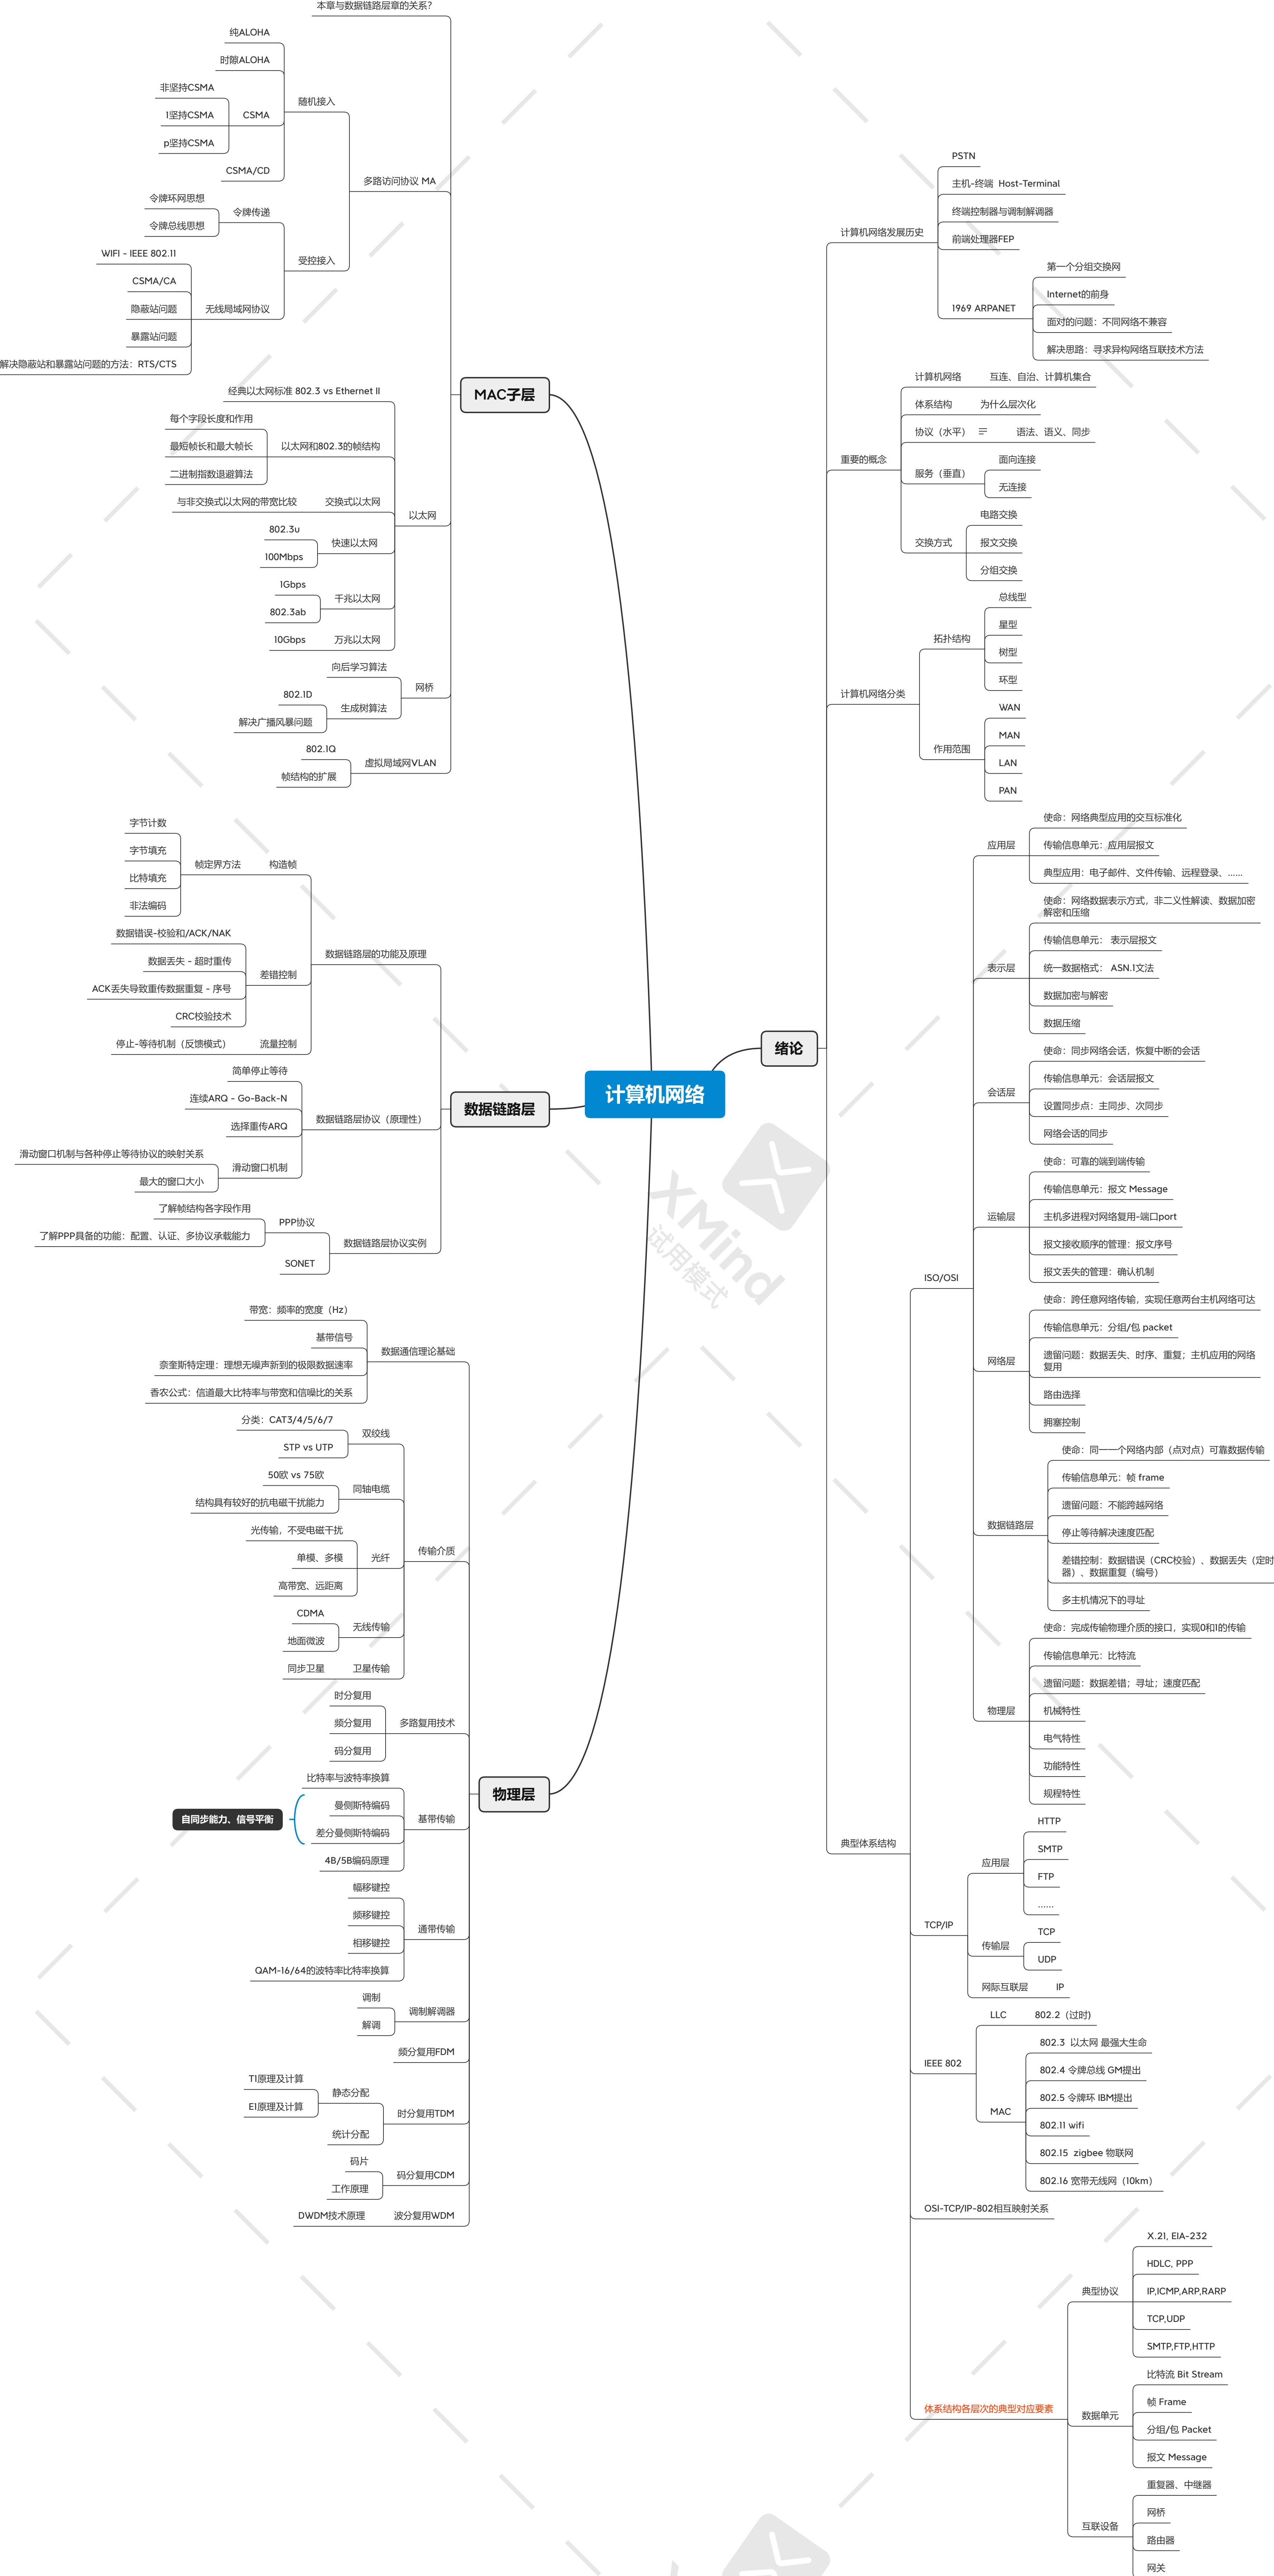 计算机网络
绪论
计算机网络发展历史
PSTN
主机-终端 Host-Terminal
终端控制器与调制解调器
前端处理器FEP
1969 ARPANET
第一个分组交换网
Internet的前身
面对的问题：不同网络不兼容
解决思路：寻求异构网络互联技术方法
重要的概念
计算机网络
互连、自治、计算机集合
体系结构
为什么层次化
协议（水平）
语法、语义、同步
服务（垂直）
面向连接
无连接
交换方式
电路交换
报文交换
分组交换
计算机网络分类
拓扑结构
总线型
星型
树型
环型
作用范围
WAN
MAN
LAN
PAN
典型体系结构
ISO/OSI
应用层
使命：网络典型应用的交互标准化
传输信息单元：应用层报文
典型应用：电子邮件、文件传输、远程登录、......
表示层
使命：网络数据表示方式，非二义性解读、数据加密
解密和压缩
传输信息单元： 表示层报文
统一数据格式： ASN.1文法
数据加密与解密
数据压缩
会话层
使命：同步网络会话，恢复中断的会话
传输信息单元：会话层报文
设置同步点：主同步、次同步
网络会话的同步
运输层
使命：可靠的端到端传输
传输信息单元：报文 Message
主机多进程对网络复用-端口port
报文接收顺序的管理：报文序号
报文丢失的管理：确认机制
网络层
使命：跨任意网络传输，实现任意两台主机网络可达
传输信息单元：分组/包 packet
遗留问题：数据丢失、时序、重复；主机应用的网络
复用
路由选择
拥塞控制
数据链路层
使命：同一一个网络内部（点对点）可靠数据传输
传输信息单元：帧 frame
遗留问题：不能跨越网络
停止等待解决速度匹配
差错控制：数据错误（CRC校验）、数据丢失（定时
器）、数据重复（编号）
多主机情况下的寻址
物理层
使命：完成传输物理介质的接口，实现0和1的传输
传输信息单元：比特流
遗留问题：数据差错；寻址；速度匹配
机械特性
电气特性
功能特性
规程特性
TCP/IP
应用层
HTTP
SMTP
FTP
......
传输层
TCP
UDP
网际互联层
IP
IEEE 802
LLC
802.2（过时)
MAC
802.3 以太网 最强大生命
802.4 令牌总线 GM提出
802.5 令牌环 IBM提出
802.11 wifi
802.15 zigbee 物联网
802.16 宽带无线网（10km）
OSI-TCP/IP-802相互映射关系
体系结构各层次的典型对应要素
典型协议
X.21, EIA-232
HDLC, PPP
IP,ICMP,ARP,RARP
TCP,UDP
SMTP,FTP,HTTP
数据单元
比特流 Bit Stream
帧 Frame
分组/包 Packet
报文 Message
互联设备
重复器、中继器
网桥
路由器
网关
MAC子层
本章与数据链路层章的关系？
多路访问协议 MA
随机接入
纯ALOHA
时隙ALOHA
CSMA
非坚持CSMA
1坚持CSMA
p坚持CSMA
CSMA/CD
受控接入
令牌传递
令牌环网思想
令牌总线思想
无线局域网协议
WIFI - IEEE 802.11
CSMA/CA
隐蔽站问题
暴露站问题
解决隐蔽站和暴露站问题的方法：RTS/CTS
以太网
经典以太网标准 802.3 vs Ethernet II
以太网和802.3的帧结构
每个字段长度和作用
最短帧长和最大帧长
二进制指数退避算法
交换式以太网
与非交换式以太网的带宽比较
快速以太网
802.3u
100Mbps
千兆以太网
1Gbps
802.3ab
万兆以太网
10Gbps
网桥
向后学习算法
生成树算法
802.1D
解决广播风暴问题
虚拟局域网VLAN
802.1Q
帧结构的扩展
数据链路层
数据链路层的功能及原理
构造帧
帧定界方法
字节计数
字节填充
比特填充
非法编码
差错控制
数据错误-校验和/ACK/NAK
数据丢失 - 超时重传
ACK丢失导致重传数据重复 - 序号
CRC校验技术
流量控制
停止-等待机制（反馈模式）
数据链路层协议（原理性）
简单停止等待
连续ARQ - Go-Back-N
选择重传ARQ
滑动窗口机制
滑动窗口机制与各种停止等待协议的映射关系
最大的窗口大小
数据链路层协议实例
PPP协议
了解帧结构各字段作用
了解PPP具备的功能：配置、认证、多协议承载能力
SONET
物理层
数据通信理论基础
带宽：频率的宽度（Hz）
基带信号
奈奎斯特定理：理想无噪声新到的极限数据速率
香农公式：信道最大比特率与带宽和信噪比的关系
传输介质
双绞线
分类：CAT3/4/5/6/7
STP vs UTP
同轴电缆
50欧 vs 75欧
结构具有较好的抗电磁干扰能力
光纤
光传输，不受电磁干扰
单模、多模
高带宽、远距离
无线传输
CDMA
地面微波
卫星传输
同步卫星
多路复用技术
时分复用
频分复用
码分复用
基带传输
比特率与波特率换算
曼侧斯特编码
差分曼侧斯特编码
自同步能力、信号平衡
4B/5B编码原理
通带传输
幅移键控
频移键控
相移键控
QAM-16/64的波特率比特率换算
调制解调器
调制
解调
频分复用FDM
时分复用TDM
静态分配
T1原理及计算
E1原理及计算
统计分配
码分复用CDM
码片
工作原理
波分复用WDM
DWDM技术原理
XMind
试用模式